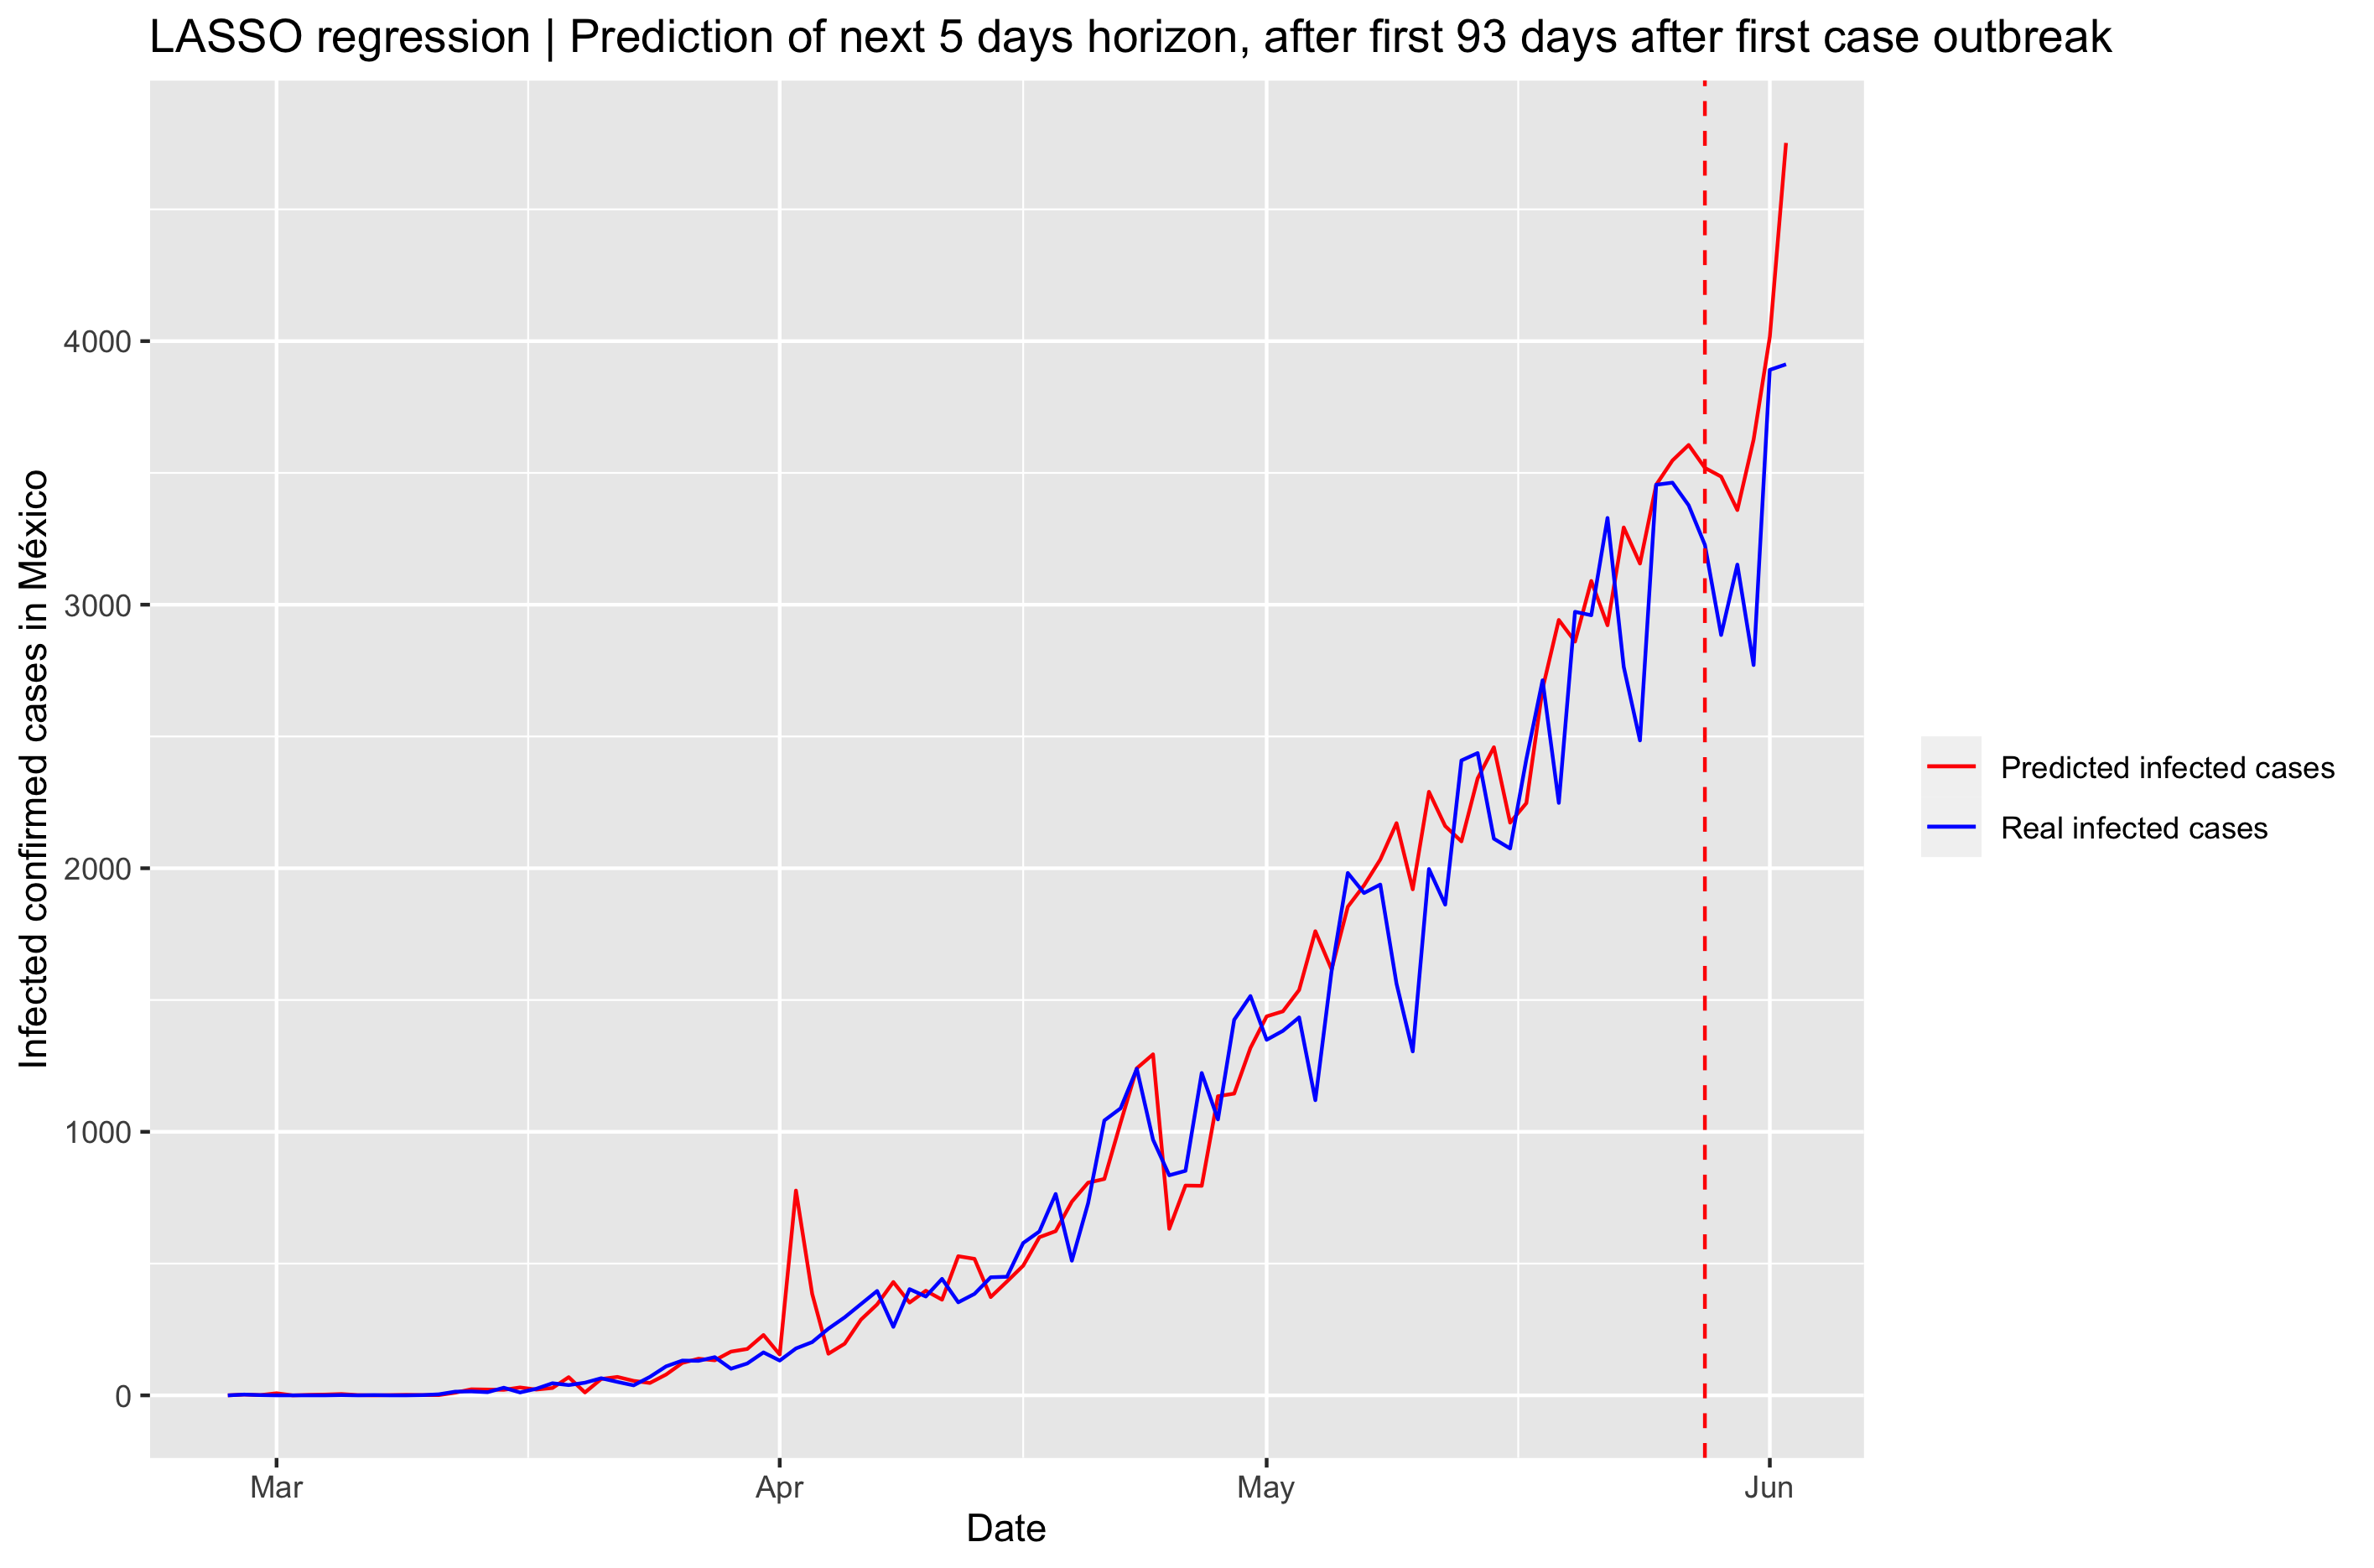 LASSO regression | Prediction of next 5 days horizon, after first 93 days after first case outbreak
Infected confirmed cases in México
4000
3000
2000
1000
0
Mar
Apr
May
Jun
Date
Predicted infected cases
Real infected cases